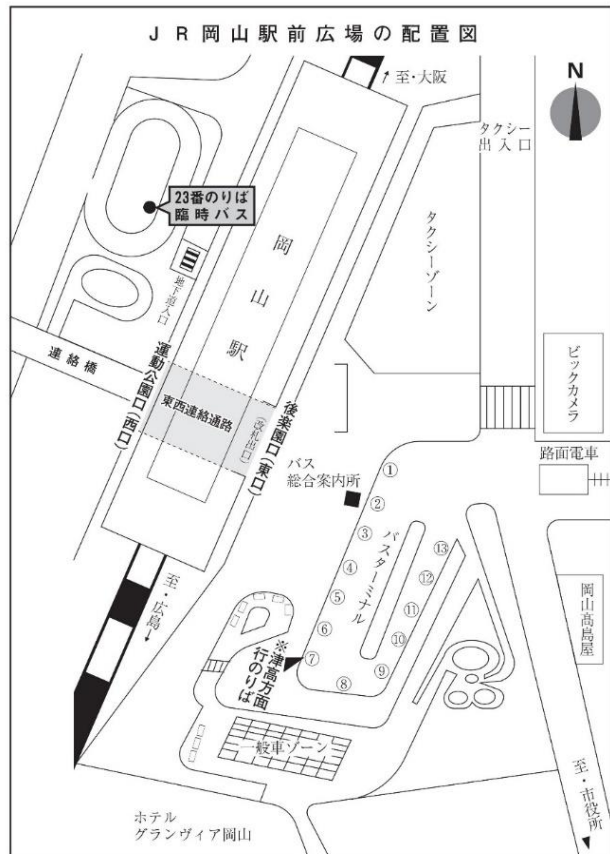 JR岡山駅前広場の配置図
↑至・大阪
N
タクシー
出入口
23番のりば
臨時バス
タクシーゾーン
岡山駅
地下道入口
連絡橋
運動公園口(西口)
東西連絡通路
(改札出口)
後楽園口(東口)
ビックカメラ
路面電車
バス
総合案内所
①
②
③
④
⑤
⑥
⑦
⑧
⑨
⑩
⑪
⑫
⑬
バスターミナル
至・広島→
岡山高島屋
※津高方面
行のりば
一般車ゾーン
至・市役所
ホテル
グランヴィア岡山